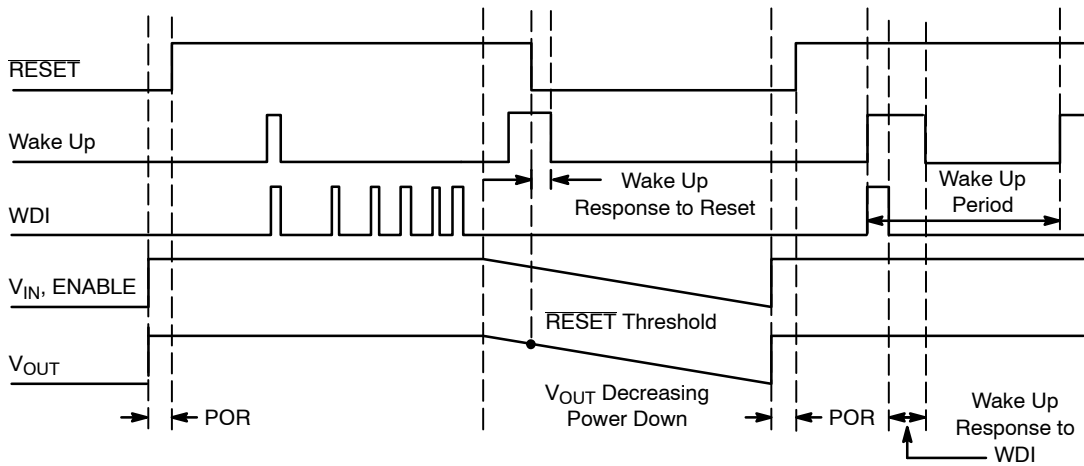 RESET
Wake Up
Wake Up
Response to Reset
Wake Up
Period
WDI
VIN, ENABLE
RESET Threshold
VOUT
VOUT Decreasing
Power Down
POR
POR
Wake Up
Response to
WDI